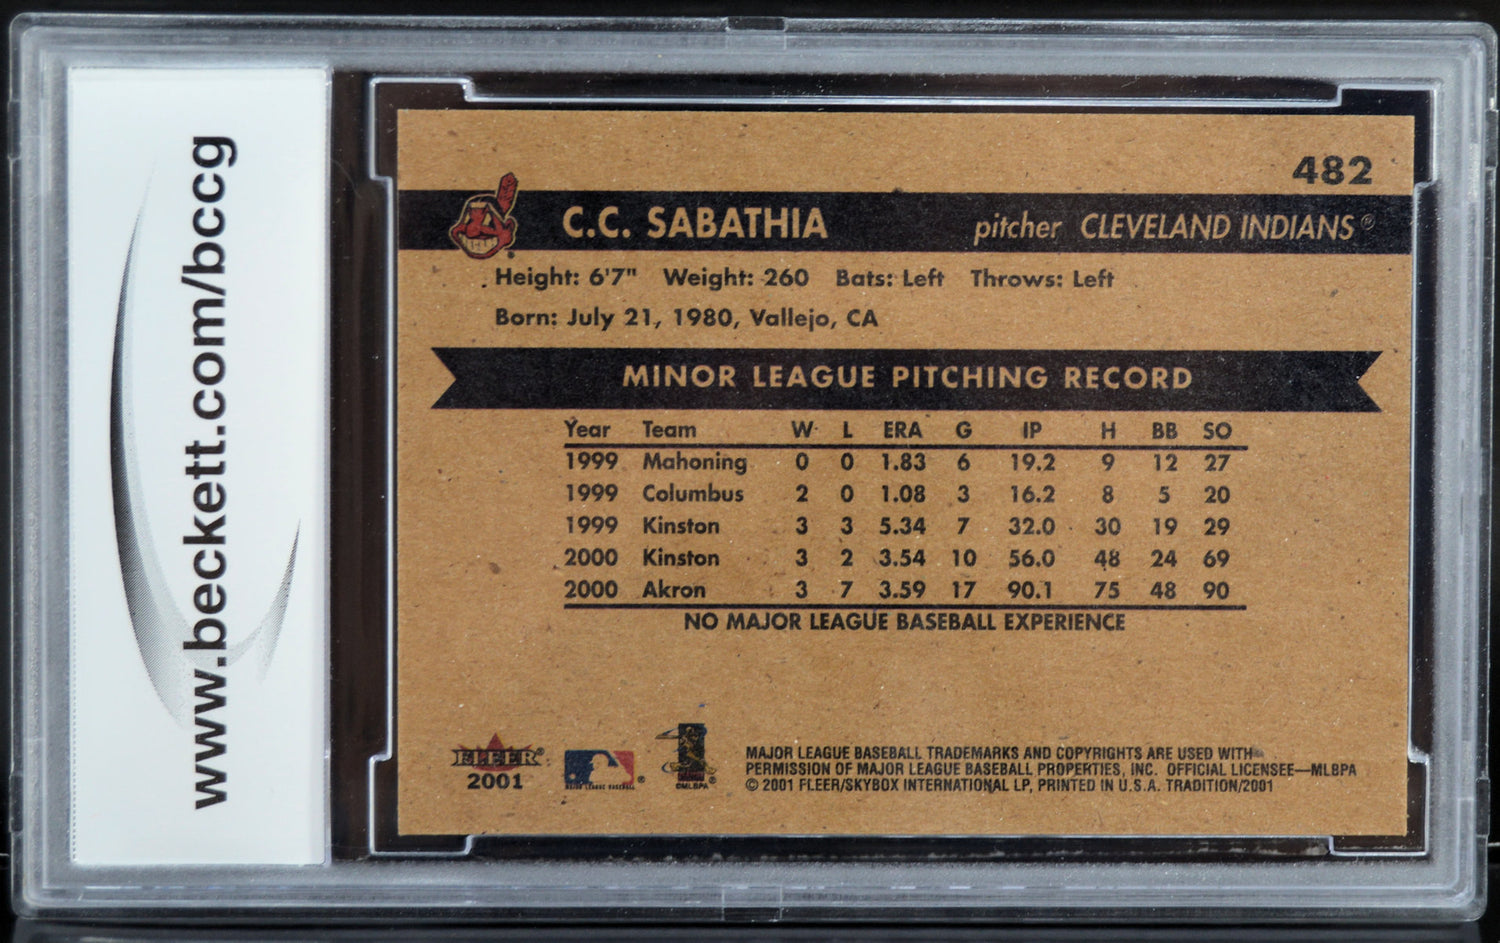 www.beckett.com/bccg
482
C.C. SABATHIA pitcher CLEVELAND INDIANS®
Height: 6'7" Weight: 260 Bats: Left Throws: Left
Born: July 21, 1980, Vallejo, CA
MINOR LEAGUE PITCHING RECORD
Year Team W L ERA G IP H BB SO
1999 Mahoning 0 0 1.83 6 19.2 9 12 27
1999 Columbus 2 0 1.08 3 16.2 8 5 20
1999 Kinston 3 3 5.34 7 32.0 30 19 29
2000 Kinston 3 2 3.54 10 56.0 48 24 69
2000 Akron 3 7 3.59 17 90.1 75 48 90
NO MAJOR LEAGUE BASEBALL EXPERIENCE
FLEER®
2001
MAJOR LEAGUE BASEBALL ®
©MLBPA ®
MAJOR LEAGUE BASEBALL TRADEMARKS AND COPYRIGHTS ARE USED WITH
PERMISSION OF MAJOR LEAGUE BASEBALL PROPERTIES, INC. OFFICIAL LICENSEE—MLBPA
© 2001 FLEER/SKYBOX INTERNATIONAL LP, PRINTED IN U.S.A. TRADITION/2001